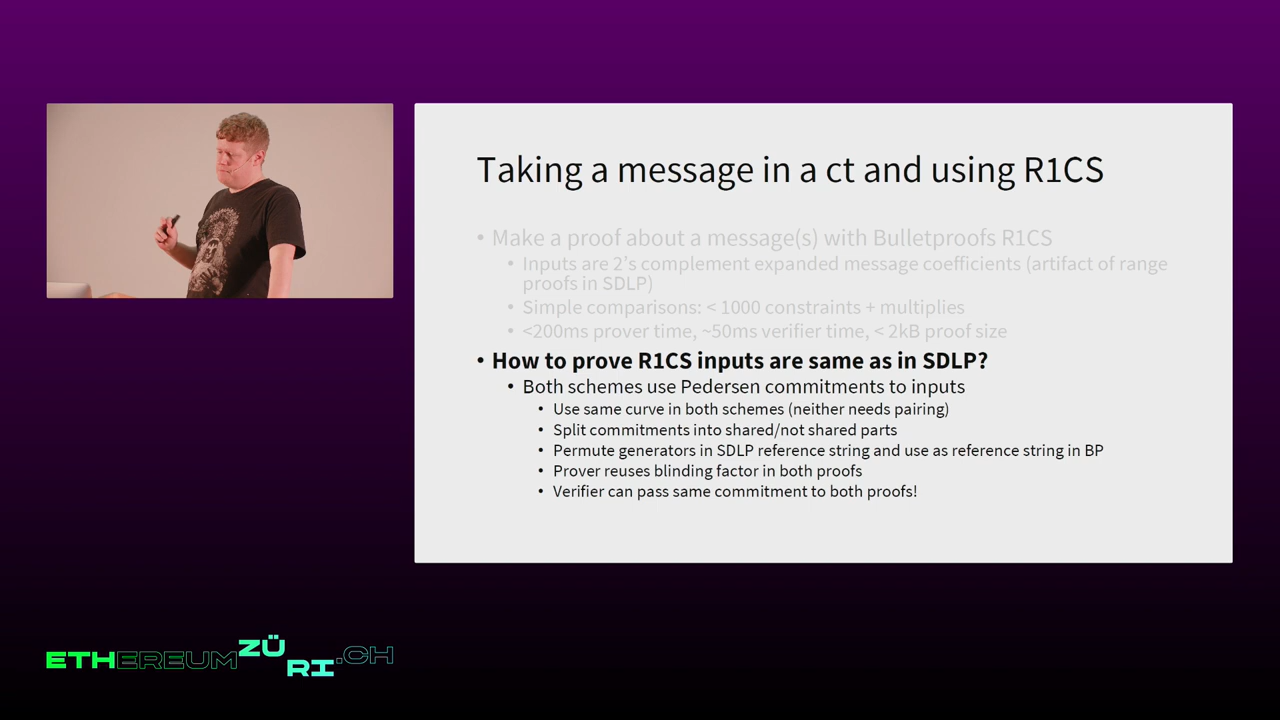 Taking a message in a ct and using R1CS
• Make a proof about a message(s) with Bulletproofs R1CS
• Inputs are 2's complement expanded message coefficients (artifact of range
proofs in SDLP)
• Simple comparisons: < 1000 constraints + multiplies
• <200ms prover time, ~50ms verifier time, < 2kB proof size
• How to prove R1CS inputs are same as in SDLP?
• Both schemes use Pedersen commitments to inputs
• Use same curve in both schemes (neither needs pairing)
• Split commitments into shared/not shared parts
• Permute generators in SDLP reference string and use as reference string in BP
• Prover reuses blinding factor in both proofs
• Verifier can pass same commitment to both proofs!
ETHEREUMZÜRI.CH